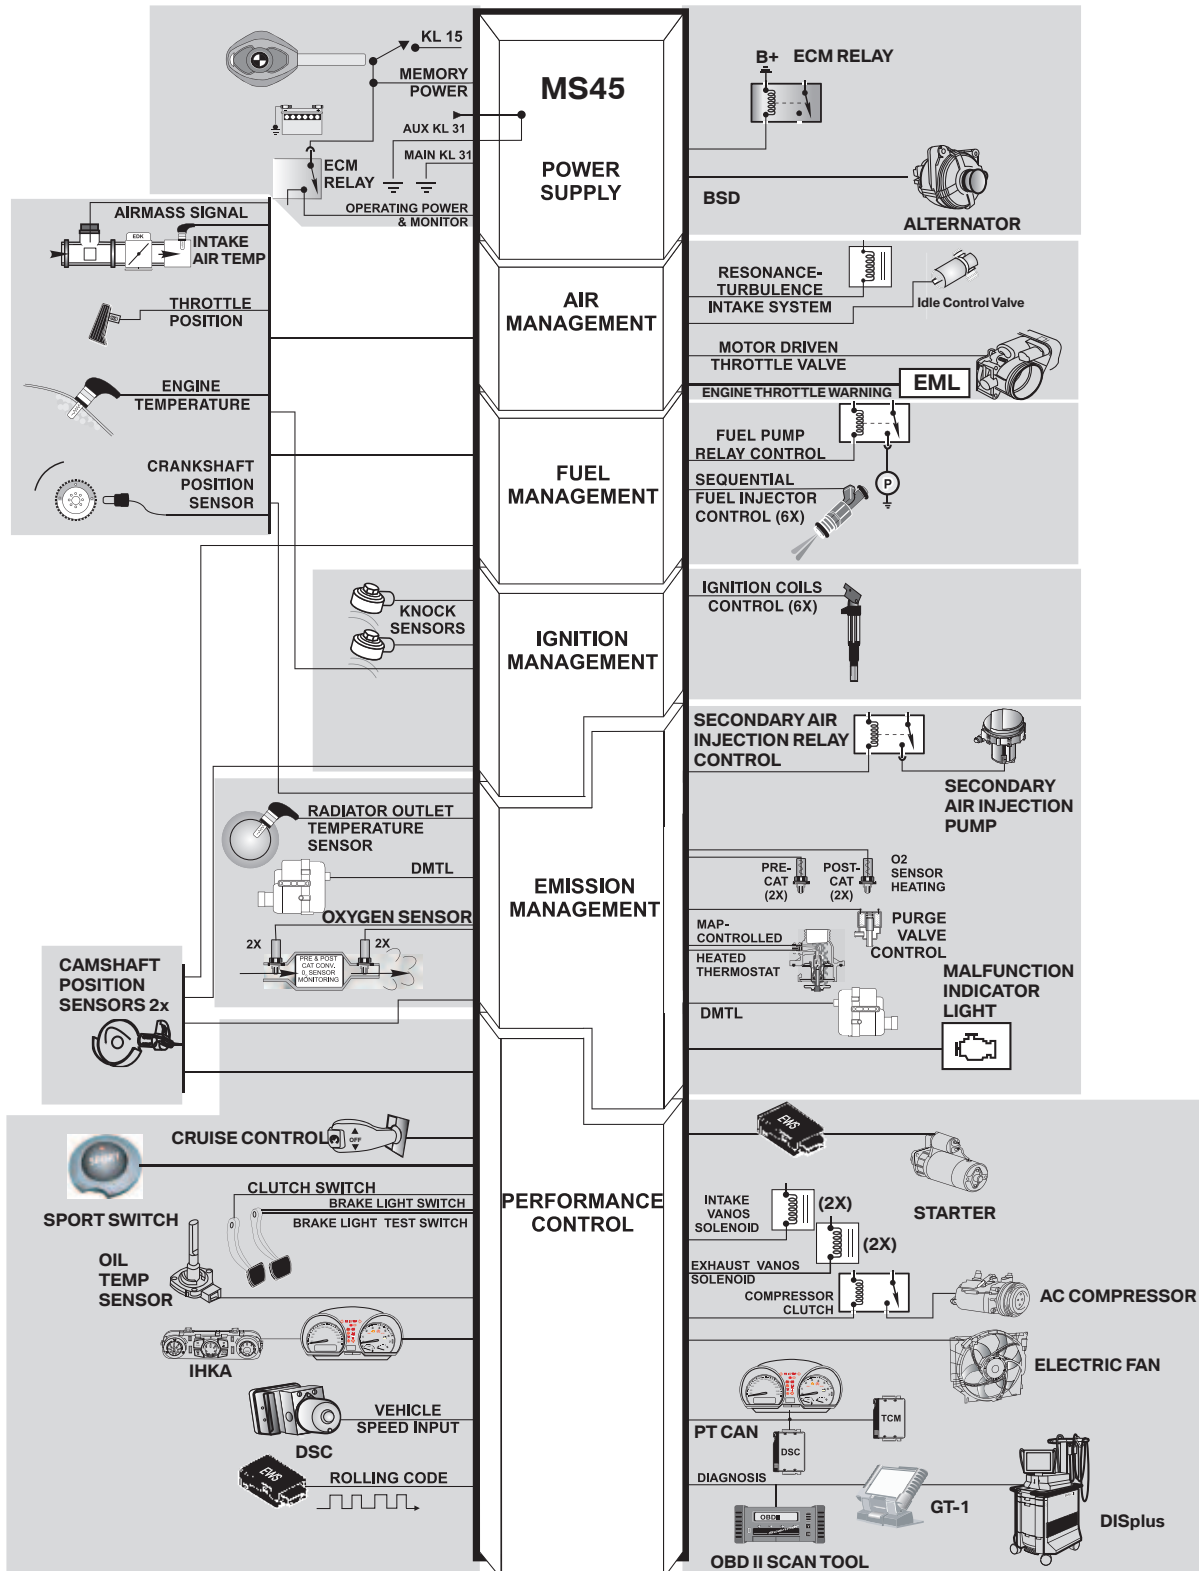 KL 15
MEMORY
POWER
AUX KL 31
MAIN KL 31
ECM
RELAY
OPERATING POWER
& MONITOR
MS45
POWER
SUPPLY
B+ ECM RELAY
BSD
ALTERNATOR
AIRMASS SIGNAL
EDK
INTAKE
AIR TEMP
THROTTLE
POSITION
ENGINE
TEMPERATURE
CRANKSHAFT
POSITION
SENSOR
AIR
MANAGEMENT
RESONANCE-
TURBULENCE
INTAKE SYSTEM
Idle Control Valve
MOTOR DRIVEN
THROTTLE VALVE
ENGINE THROTTLE WARNING
EML
FUEL
MANAGEMENT
FUEL PUMP
RELAY CONTROL
SEQUENTIAL
FUEL INJECTOR
CONTROL (6X)
P
KNOCK
SENSORS
IGNITION
MANAGEMENT
IGNITION COILS
CONTROL (6X)
SECONDARY AIR
INJECTION RELAY
CONTROL
SECONDARY
AIR INJECTION
PUMP
RADIATOR OUTLET
TEMPERATURE
SENSOR
DMTL
OXYGEN SENSOR
2X
2X
PRE & POST
CAT CONV.
O2 SENSOR
MONITORING
EMISSION
MANAGEMENT
PRE-
CAT
(2X)
POST-
CAT
(2X)
O2
SENSOR
HEATING
MAP-
CONTROLLED
HEATED
THERMOSTAT
PURGE
VALVE
CONTROL
DMTL
MALFUNCTION
INDICATOR
LIGHT
CAMSHAFT
POSITION
SENSORS 2x
CRUISE CONTROL
OFF
SPORT SWITCH
CLUTCH SWITCH
BRAKE LIGHT SWITCH
BRAKE LIGHT TEST SWITCH
OIL
TEMP
SENSOR
IHKA
DSC
VEHICLE
SPEED INPUT
EWS
ROLLING CODE
PERFORMANCE
CONTROL
EWS
STARTER
INTAKE
VANOS
SOLENOID
(2X)
(2X)
EXHAUST VANOS
SOLENOID
COMPRESSOR
CLUTCH
AC COMPRESSOR
ELECTRIC FAN
PT CAN
TCM
DSC
DIAGNOSIS
OBD
OBD II SCAN TOOL
GT-1
DISplus